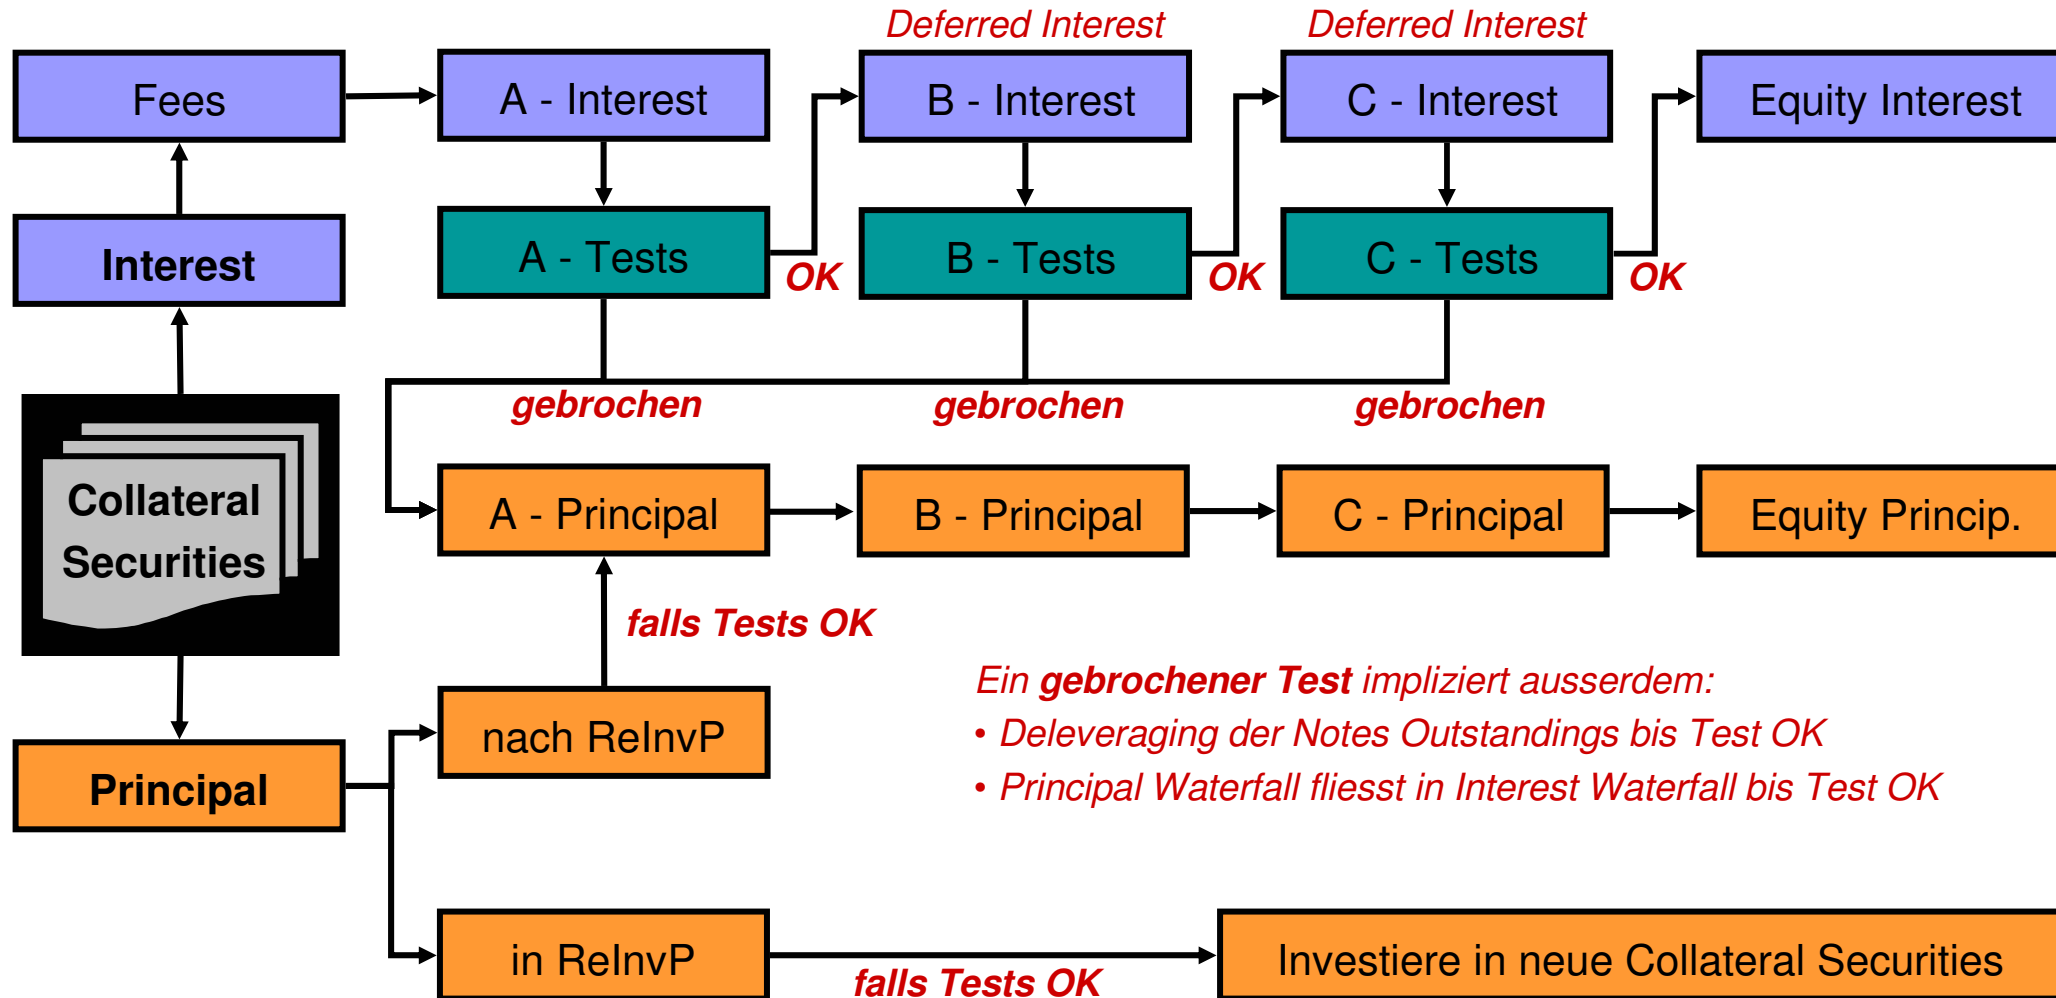 Deferred Interest
Deferred Interest
Fees
A - Interest
B - Interest
C - Interest
Equity Interest
Interest
A - Tests
OK
B - Tests
OK
C - Tests
OK
gebrochen
gebrochen
gebrochen
Collateral
Securities
A - Principal
B - Principal
C - Principal
Equity Princip.
falls Tests OK
Ein gebrochener Test impliziert ausserdem:
• Deleveraging der Notes Outstandings bis Test OK
• Principal Waterfall fliesst in Interest Waterfall bis Test OK
nach ReInvP
Principal
in ReInvP
falls Tests OK
Investiere in neue Collateral Securities